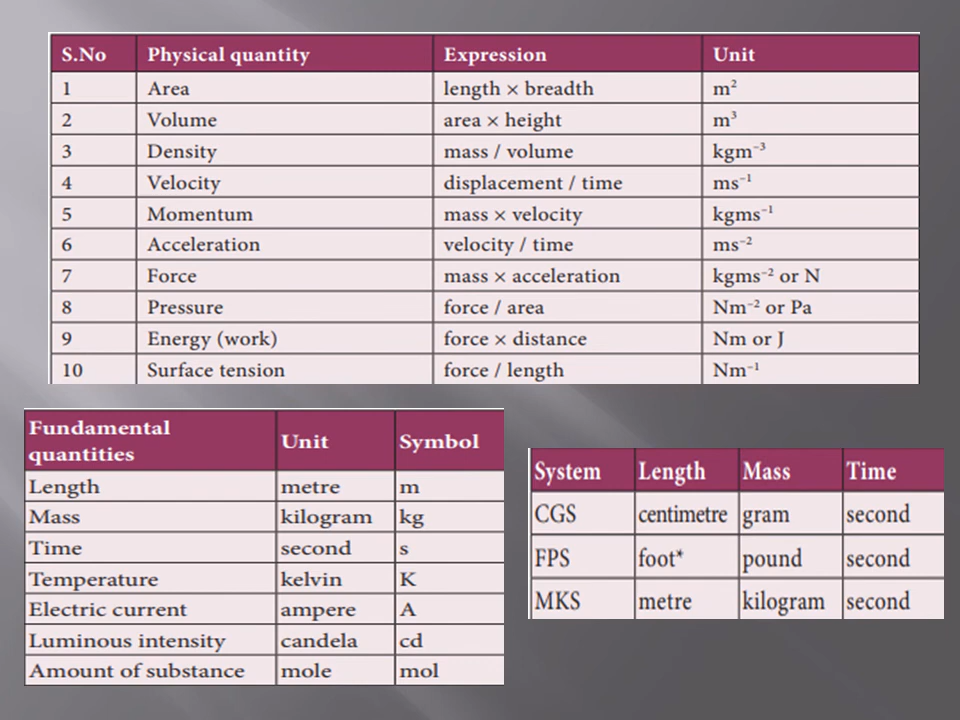 S.No Physical quantity Expression Unit
1 Area length × breadth m²
2 Volume area × height m³
3 Density mass / volume kgm⁻³
4 Velocity displacement / time ms⁻¹
5 Momentum mass × velocity kgms⁻¹
6 Acceleration velocity / time ms⁻²
7 Force mass × acceleration kgms⁻² or N
8 Pressure force / area Nm⁻² or Pa
9 Energy (work) force × distance Nm or J
10 Surface tension force / length Nm⁻¹
Fundamental
quantities Unit Symbol
Length metre m
Mass kilogram kg
Time second s
Temperature kelvin K
Electric current ampere A
Luminous intensity candela cd
Amount of substance mole mol
System Length Mass Time
CGS centimetre gram second
FPS foot* pound second
MKS metre kilogram second